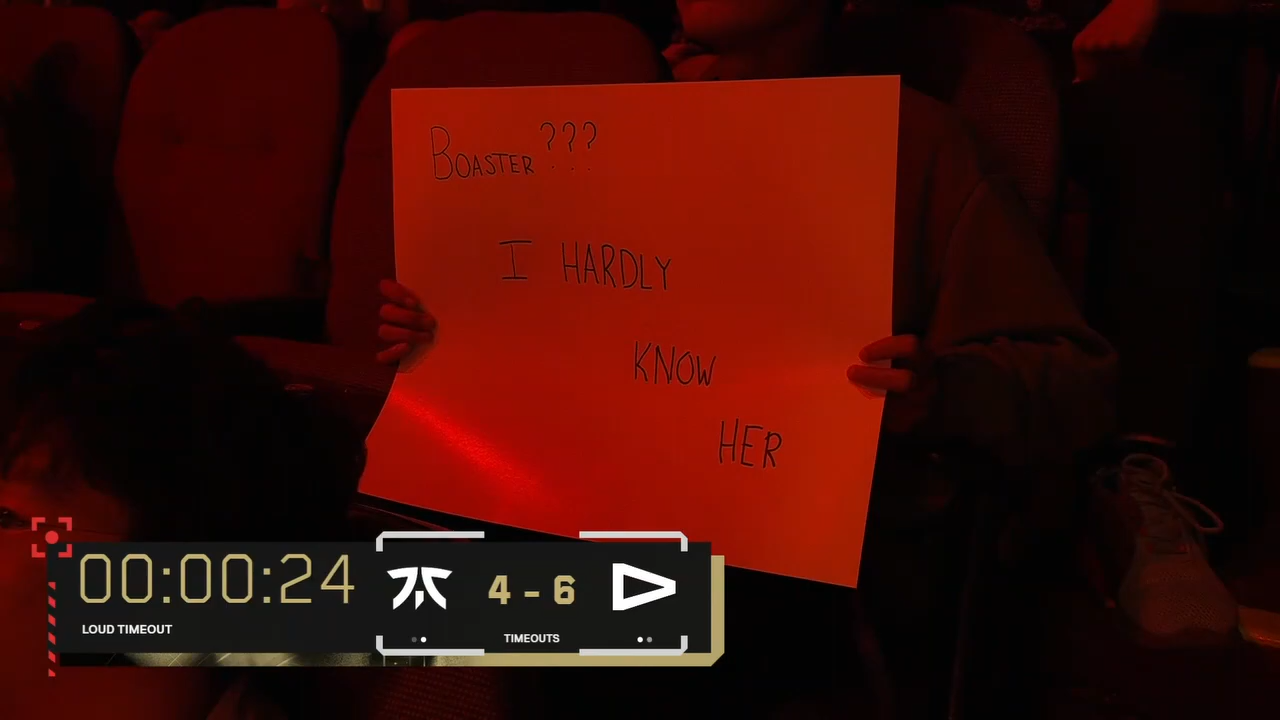 BOASTER ???
I HARDLY
KNOW
HER
00:00:24
4 - 6
LOUD TIMEOUT
TIMEOUTS